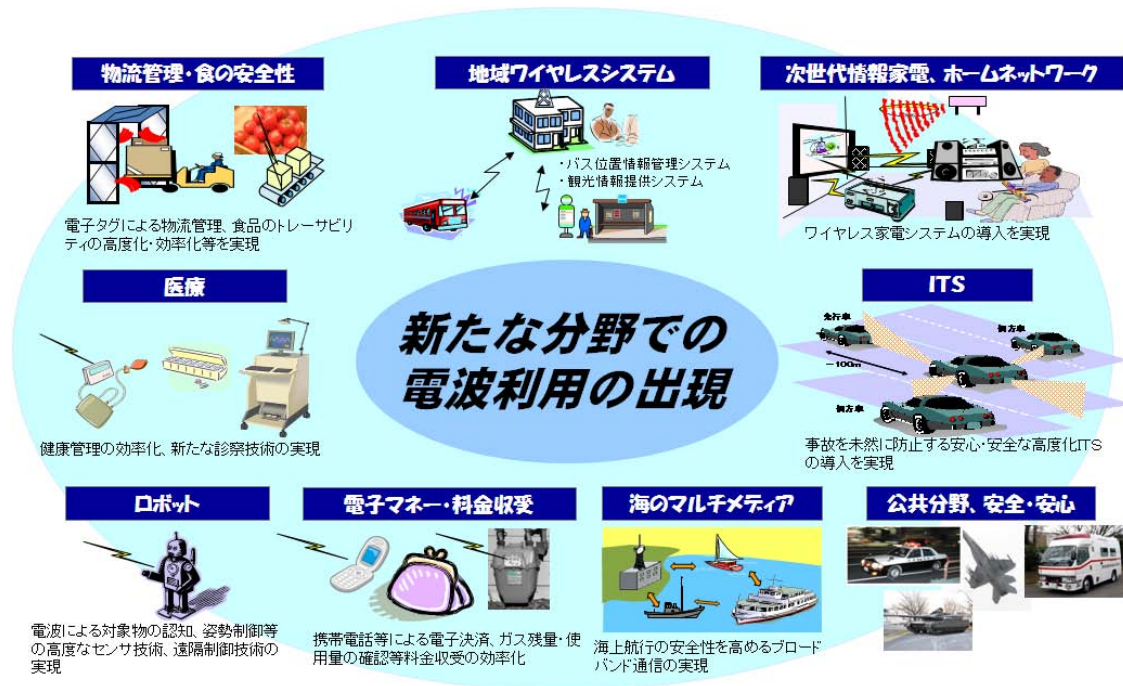 物流管理・食の安全性
電子タグによる物流管理、食品のトレーサビリ
ティの高度化・効率化等を実現
地域ワイヤレスシステム
・バス位置情報管理システム
・観光情報提供システム
次世代情報家電、ホームネットワーク
ワイヤレス家電システムの導入を実現
医療
健康管理の効率化、新たな診察技術の実現
新たな分野での
電波利用の出現
ITS
先行車
側方車
～100m
側方車
事故を未然に防止する安心・安全な高度化ITS
の導入を実現
ロボット
電波による対象物の認知、姿勢制御等
の高度なセンサ技術、遠隔制御技術の
実現
電子マネー・料金収受
携帯電話等による電子決済、ガス残量・使
用量の確認等料金収受の効率化
海のマルチメディア
海上航行の安全性を高めるブロード
バンド通信の実現
公共分野、安全・安心